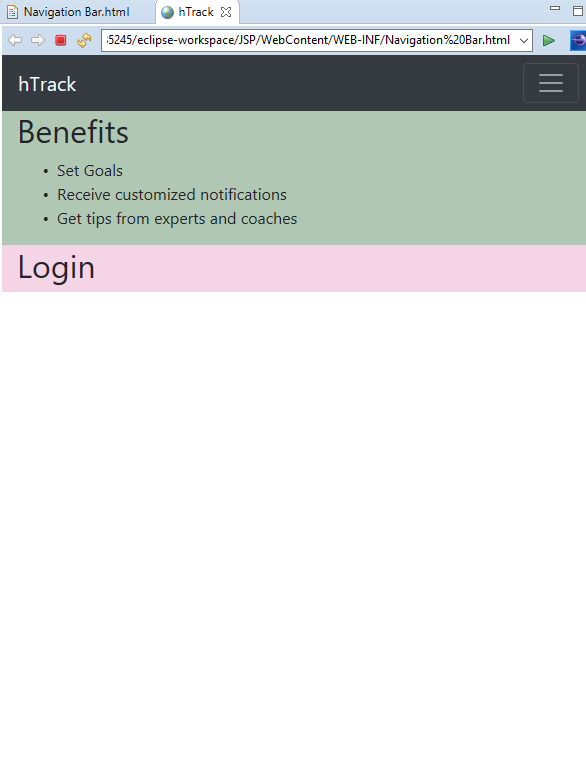 Navigation Bar.html
hTrack
5245/eclipse-workspace/JSP/WebContent/WEB-INF/Navigation%20Bar.html
hTrack
Benefits
• Set Goals
• Receive customized notifications
• Get tips from experts and coaches
Login